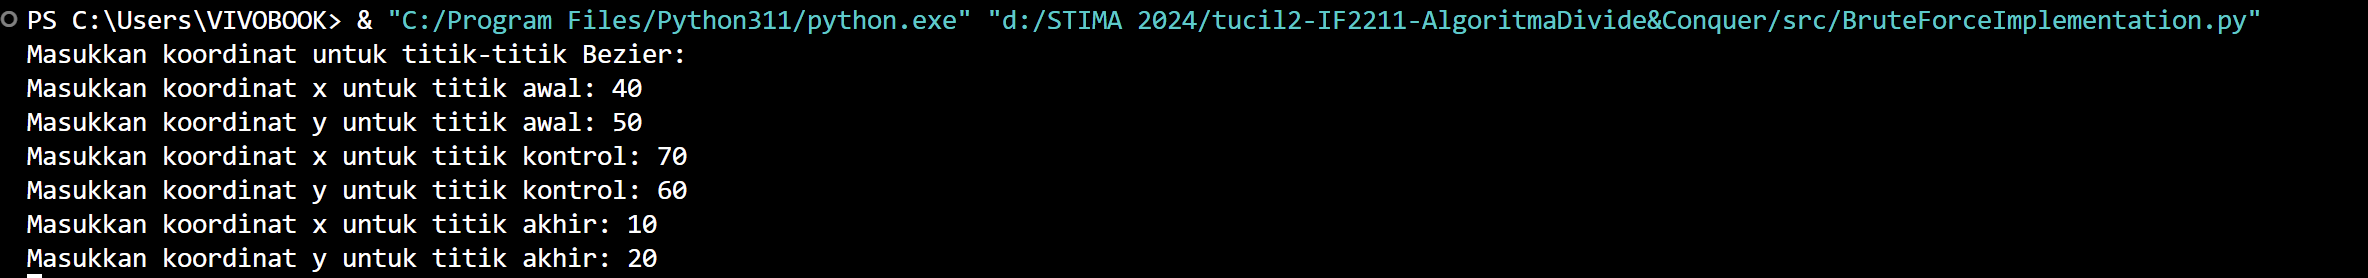 PS C:\Users\VIVOBOOK> & "C:/Program Files/Python311/python.exe" "d:/STIMA 2024/tucil2-IF2211-AlgoritmaDivide&Conquer/src/BruteForceImplementation.py"
Masukkan koordinat untuk titik-titik Bezier:
Masukkan koordinat x untuk titik awal: 40
Masukkan koordinat y untuk titik awal: 50
Masukkan koordinat x untuk titik kontrol: 70
Masukkan koordinat y untuk titik kontrol: 60
Masukkan koordinat x untuk titik akhir: 10
Masukkan koordinat y untuk titik akhir: 20